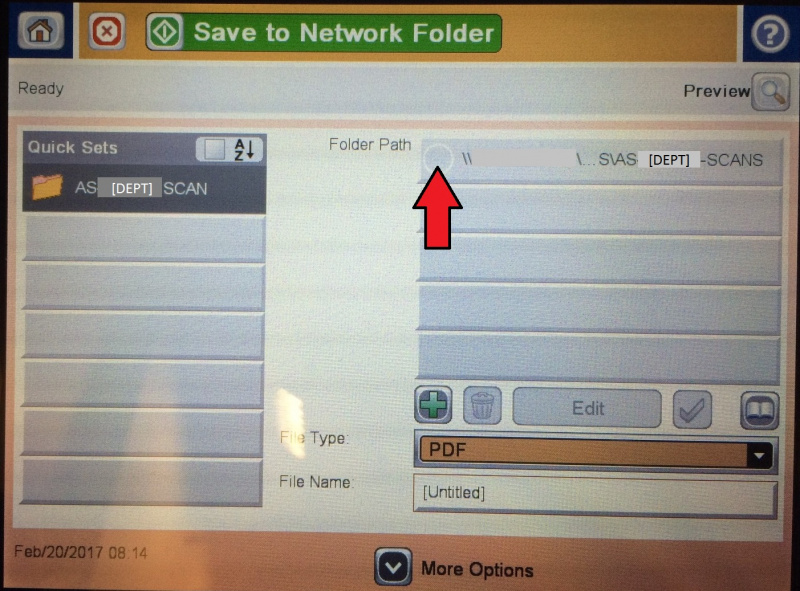 Save to Network Folder
?
Ready
Preview
Quick Sets
A Z
Folder Path
\\ \...S\AS [DEPT] -SCANS
AS [DEPT] SCAN
Edit
File Type:
PDF
File Name:
[Untitled]
Feb/20/2017 08:14
More Options